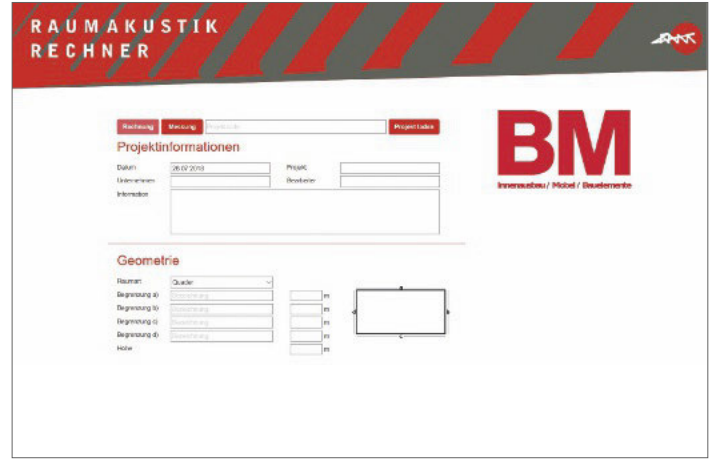 RAUMAKUSTIK
RECHNER
Rechnung Messung Projekt laden
Projektinformationen
Datum 26.07.2018 Projekt
Unternehmen Bearbeiter
Information
BM
Innenausbau / Möbel / Bauelemente
Geometrie
Raumart Quader
Begrenzung a) Bezeichnung m
Begrenzung b) Bezeichnung m
Begrenzung c) Bezeichnung m
Begrenzung d) Bezeichnung m
Höhe m
a
d b
c